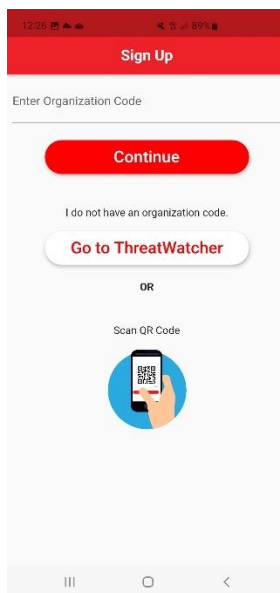 12:26 89%
Sign Up
Enter Organization Code
Continue
I do not have an organization code.
Go to ThreatWatcher
OR
Scan QR Code